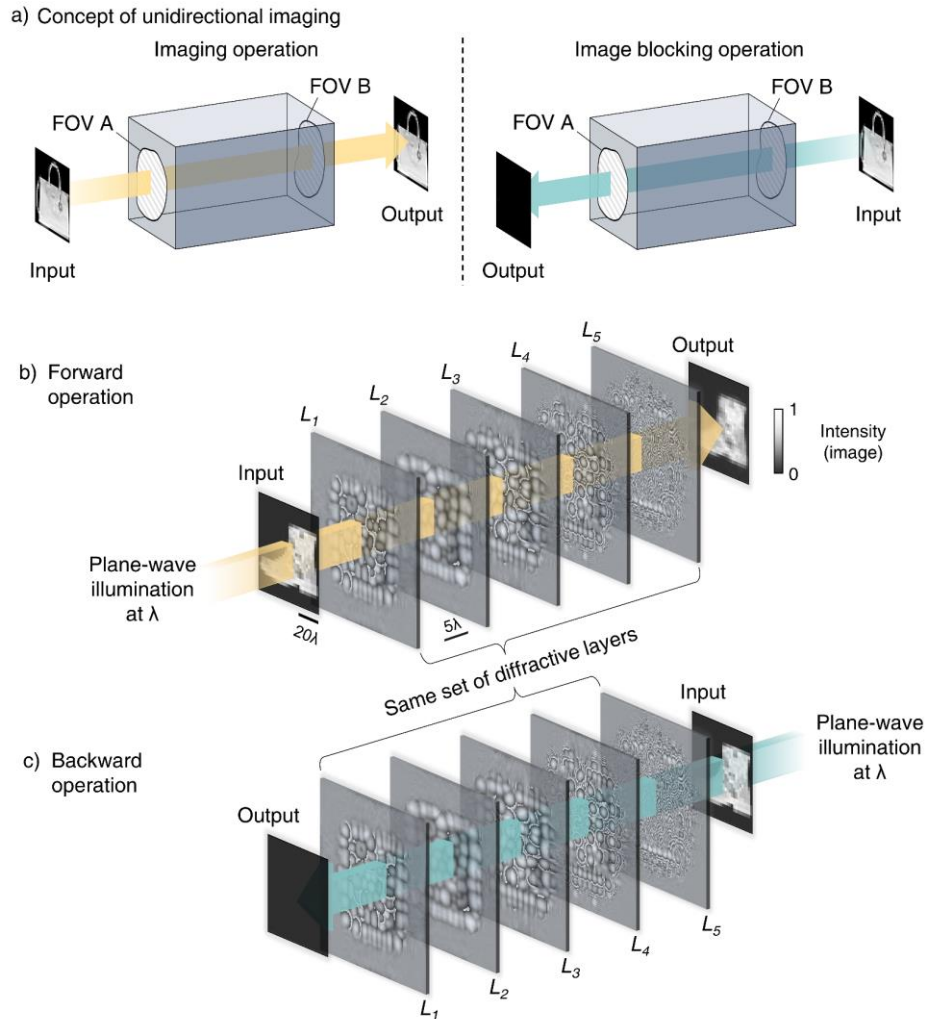 a) Concept of unidirectional imaging
Imaging operation
FOV B
FOV A
Input
Output
Image blocking operation
FOV B
FOV A
Output
Input
b) Forward
operation
L1
L2
L3
L4
L5
Output
1
0
Intensity
(image)
Input
Plane-wave
illumination
at λ
20λ
5λ
Same set of diffractive layers
c) Backward
operation
Input
Plane-wave
illumination
at λ
Output
L1
L2
L3
L4
L5